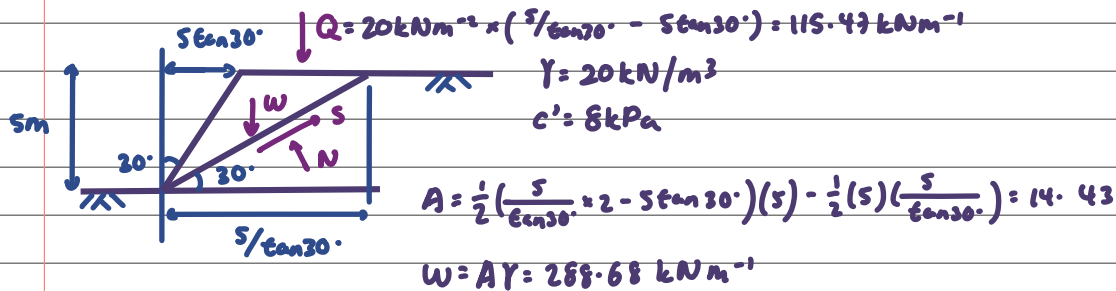 Q = 20kNm⁻² × (5/tan30° - 5tan30°) = 115.47 kNm⁻¹
5tan30°
γ = 20kN/m³
W
S
c' = 8kPa
5m
N
30°
30°
A = 1/2 (5/tan30° × 2 - 5tan30°)(5) - 1/2 (5)(5/tan30°) = 14.43
5/tan30°
W = Aγ = 288.68 kNm⁻¹